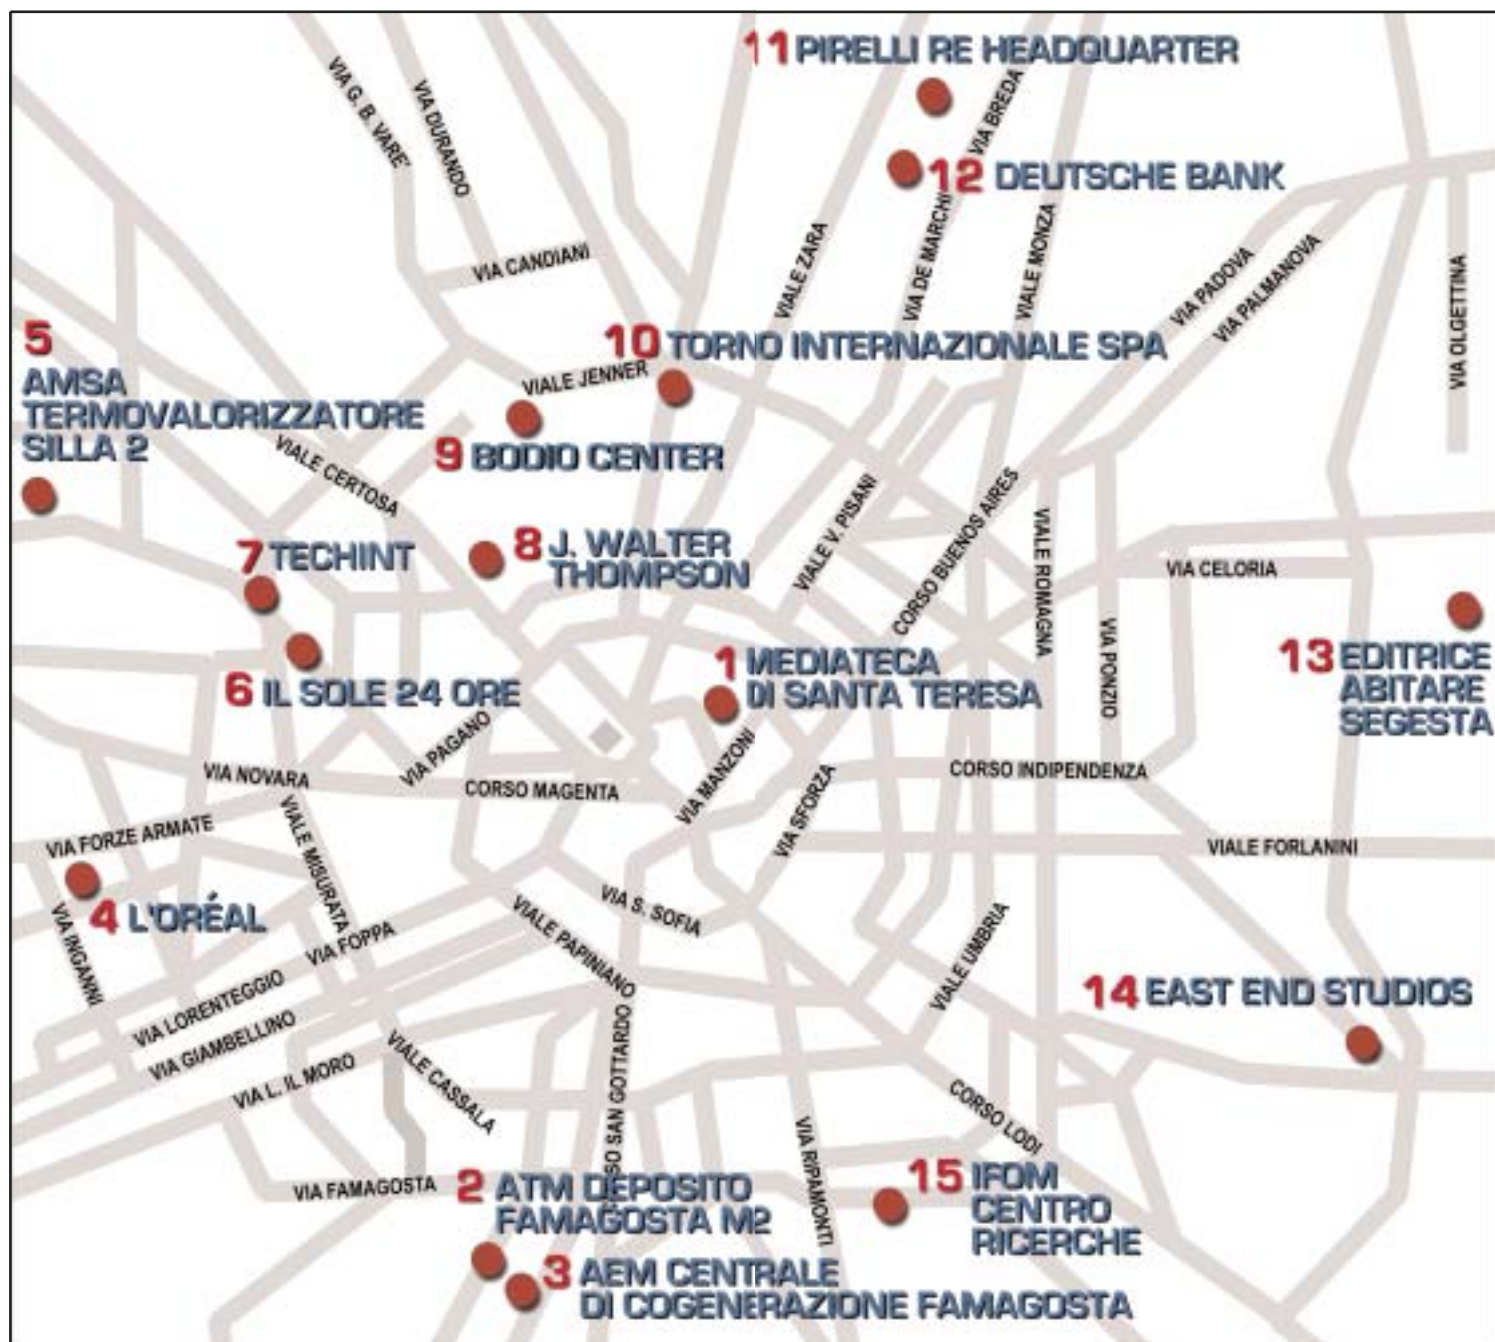 11 PIRELLI RE HEADQUARTER
VIA G. B. VARE'
VIA DURANDO
VIA BREDA
12 DEUTSCHE BANK
VIA CANDIANI
VIALE ZARA
VIA DE MARCHI
VIALE MONZA
VIA PADOVA
VIA PALMANOVA
VIA OLGETTINA
5
AMSA
TERMOVALORIZZATORE
SILLA 2
10 TORNO INTERNAZIONALE SPA
VIALE JENNER
9 BODIO CENTER
VIALE CERTOSA
7 TECHINT
8 J. WALTER
THOMPSON
VIALE V. PISANI
CORSO BUENOS AIRES
VIALE ROMAGNA
VIA CELORIA
VIA PONZIO
6 IL SOLE 24 ORE
1 MEDIATECA
DI SANTA TERESA
13 EDITRICE
ABITARE
SEGESTA
VIA PAGANO
VIA NOVARA
CORSO MAGENTA
VIA MANZONI
VIA SFORZA
CORSO INDIPENDENZA
VIA FORZE ARMATE
VIALE MISURATA
VIALE FORLANINI
4 L'ORÉAL
VIA INGANNI
VIA FOPPA
VIALE PAPINIANO
VIA S. SOFIA
VIALE UMBRIA
VIA LORENTEGGIO
VIA GIAMBELLINO
14 EAST END STUDIOS
VIA L. IL MORO
VIALE CASSALA
SO SAN GOTTARDO
CORSO LODI
VIA RIPAMONTI
VIA FAMAGOSTA
2 ATM DEPOSITO
FAMAGOSTA M2
15 IFOM
CENTRO
RICERCHE
3 AEM CENTRALE
DI COGENERAZIONE FAMAGOSTA